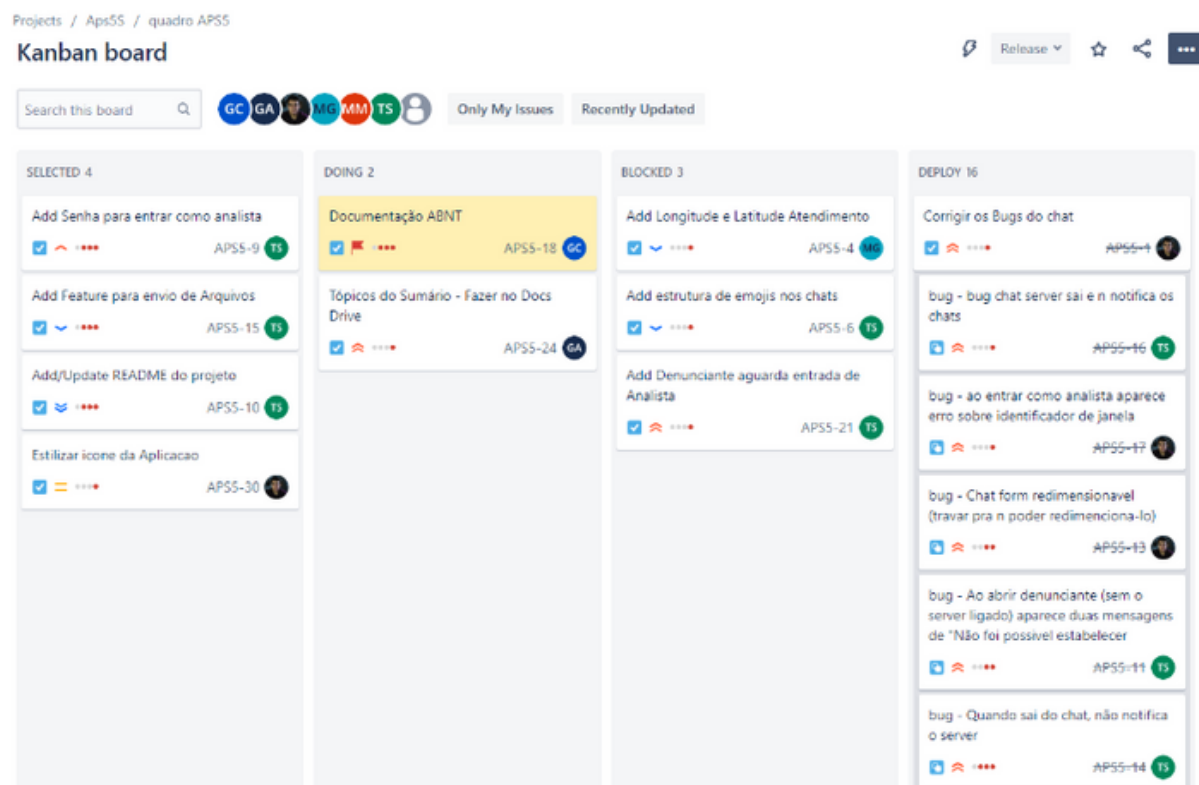 Projects / Aps55 / quadro APS5
Kanban board
Release
Search this board
GC GA MG MM TS
Only My Issues
Recently Updated
SELECTED 4
Add Senha para entrar como analista
APS5-9 TS
Add Feature para envio de Arquivos
APS5-15 TS
Add/Update README do projeto
APS5-10 TS
Estilizar icone da Aplicacao
APS5-30
DOING 2
Documentação ABNT
APS5-18 GC
Tópicos do Sumário - Fazer no Docs
Drive
APS5-24 GA
BLOCKED 3
Add Longitude e Latitude Atendimento
APS5-4 MG
Add estrutura de emojis nos chats
APS5-6 TS
Add Denunciante aguarda entrada de
Analista
APS5-21 TS
DEPLOY 16
Corrigir os Bugs do chat
APS5-1
bug - bug chat server sai e n notifica os
chats
APS5-16 TS
bug - ao entrar como analista aparece
erro sobre identificador de janela
APS5-17
bug - Chat form redimensionavel
(travar pra n poder redimenciona-lo)
APS5-13
bug - Ao abrir denunciante (sem o
server ligado) aparece duas mensagens
de "Não foi possivel estabelecer
APS5-11 TS
bug - Quando sai do chat, não notifica
o server
APS5-14 TS